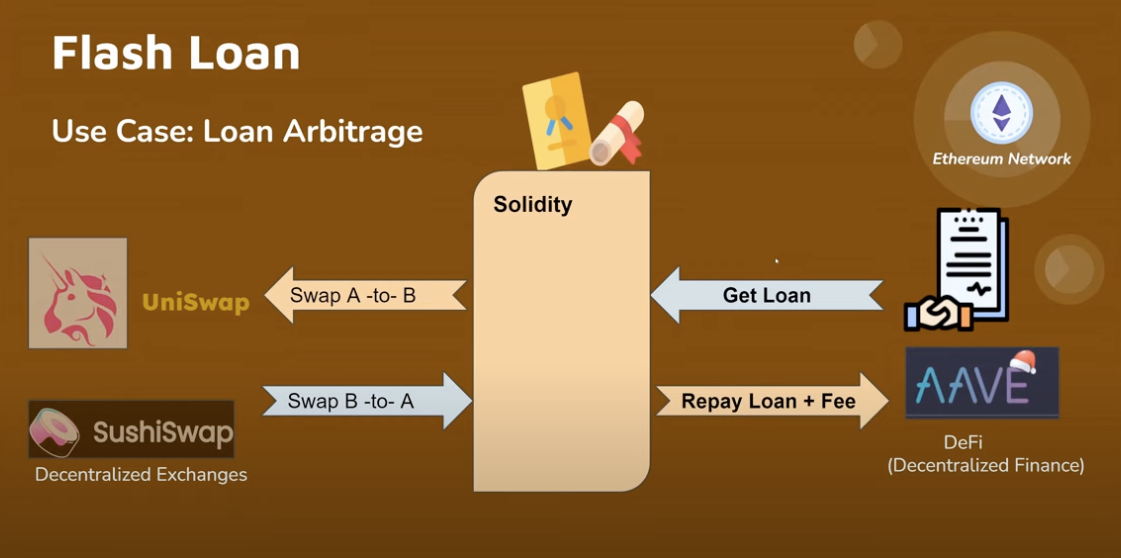 Flash Loan
Use Case: Loan Arbitrage
Ethereum Network
Solidity
UniSwap
Swap A -to- B
Get Loan
Swap B -to- A
Repay Loan + Fee
AAVE
SushiSwap
Decentralized Exchanges
DeFi
(Decentralized Finance)